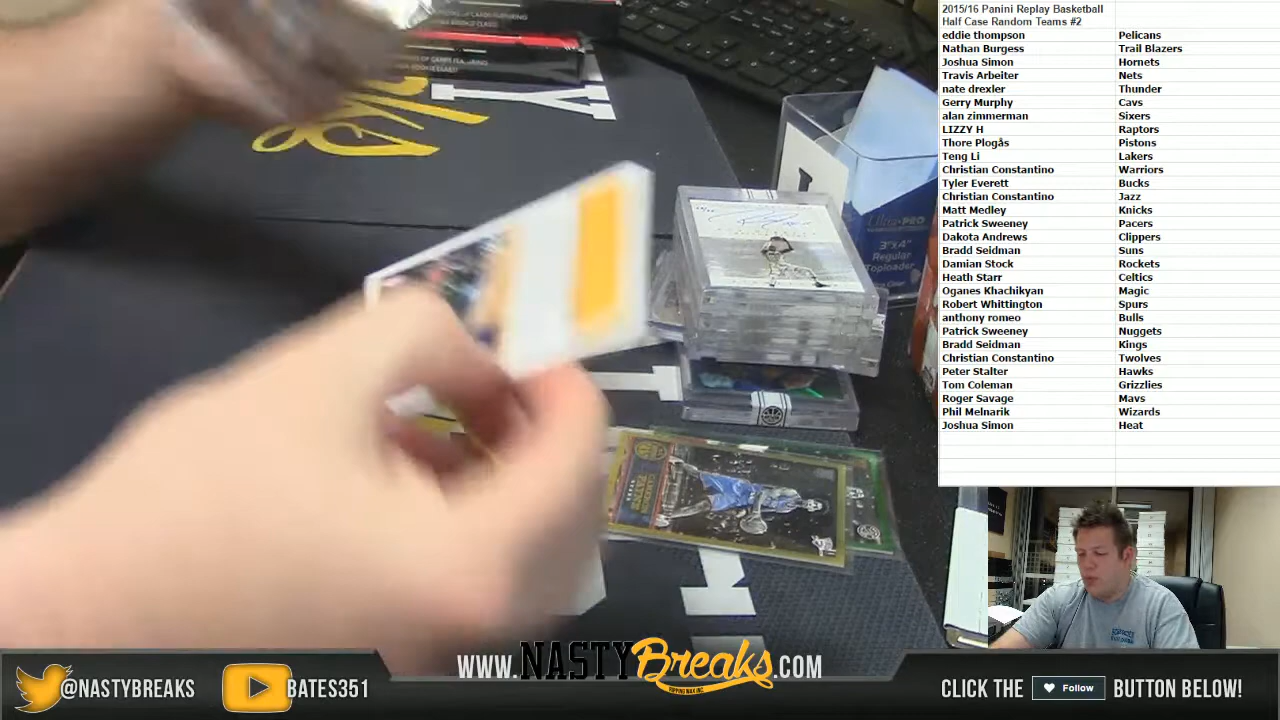 2015/16 Panini Replay Basketball
Half Case Random Teams #2
eddie thompson Pelicans
Nathan Burgess Trail Blazers
Joshua Simon Hornets
Travis Arbeiter Nets
nate drexler Thunder
Gerry Murphy Cavs
alan zimmerman Sixers
LIZZY H Raptors
Thore Plogås Pistons
Teng Li Lakers
Christian Constantino Warriors
Tyler Everett Bucks
Christian Constantino Jazz
Matt Medley Knicks
Patrick Sweeney Pacers
Dakota Andrews Clippers
Bradd Seidman Suns
Damian Stock Rockets
Heath Starr Celtics
Oganes Khachikyan Magic
Robert Whittington Spurs
anthony romeo Bulls
Patrick Sweeney Nuggets
Bradd Seidman Kings
Christian Constantino Twolves
Peter Stalter Hawks
Tom Coleman Grizzlies
Roger Savage Mavs
Phil Melnarik Wizards
Joshua Simon Heat
Ultra-PRO
3"x4"
Regular
Toploader
WWW.NASTYBreaks.COM
@NASTYBREAKS
BATES351
CLICK THE Follow BUTTON BELOW!